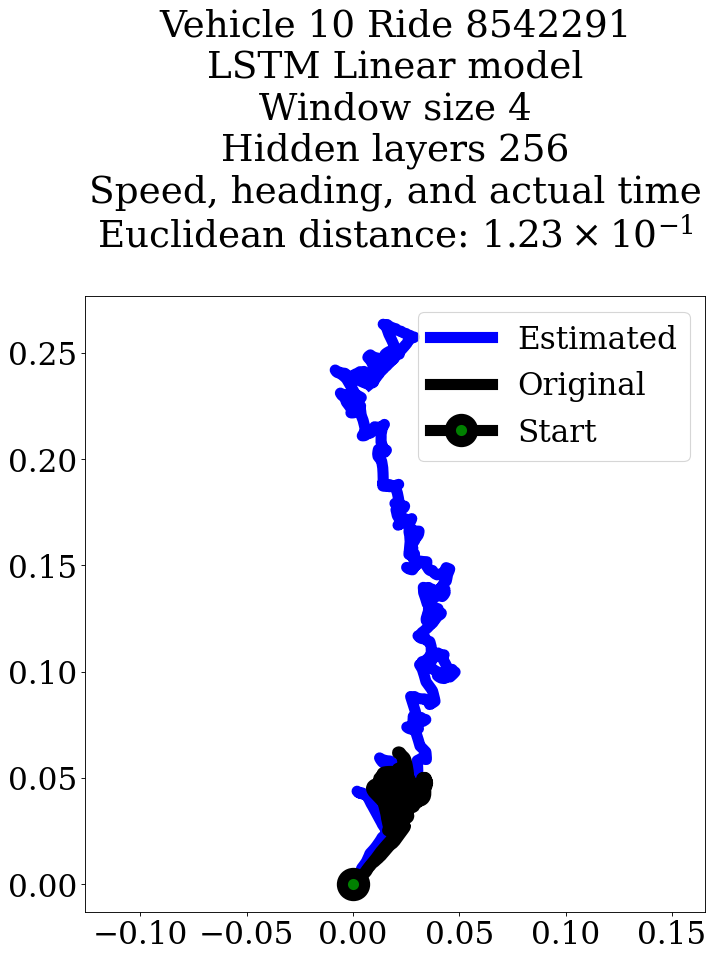 Vehicle 10 Ride 8542291
LSTM Linear model
Window size 4
Hidden layers 256
Speed, heading, and actual time
Euclidean distance: 1.23 × 10⁻¹
Estimated
Original
Start
0.25
0.20
0.15
0.10
0.05
0.00
−0.10 −0.05 0.00 0.05 0.10 0.15